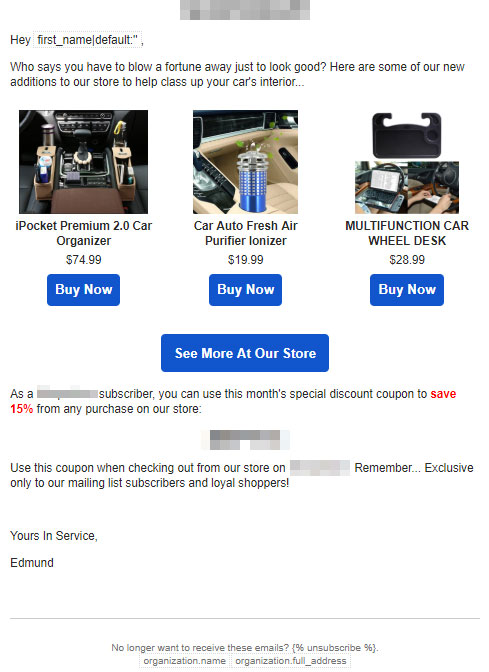 Hey first_name|default:'' ,
Who says you have to blow a fortune away just to look good? Here are some of our new
additions to our store to help class up your car's interior...
iPocket Premium 2.0 Car
Organizer
$74.99
Buy Now
Car Auto Fresh Air
Purifier Ionizer
$19.99
Buy Now
MULTIFUNCTION CAR
WHEEL DESK
$28.99
Buy Now
See More At Our Store
As a subscriber, you can use this month's special discount coupon to save
15% from any purchase on our store:
Use this coupon when checking out from our store on Remember... Exclusive
only to our mailing list subscribers and loyal shoppers!
Yours In Service,
Edmund
No longer want to receive these emails? {% unsubscribe %}.
organization.name organization.full_address